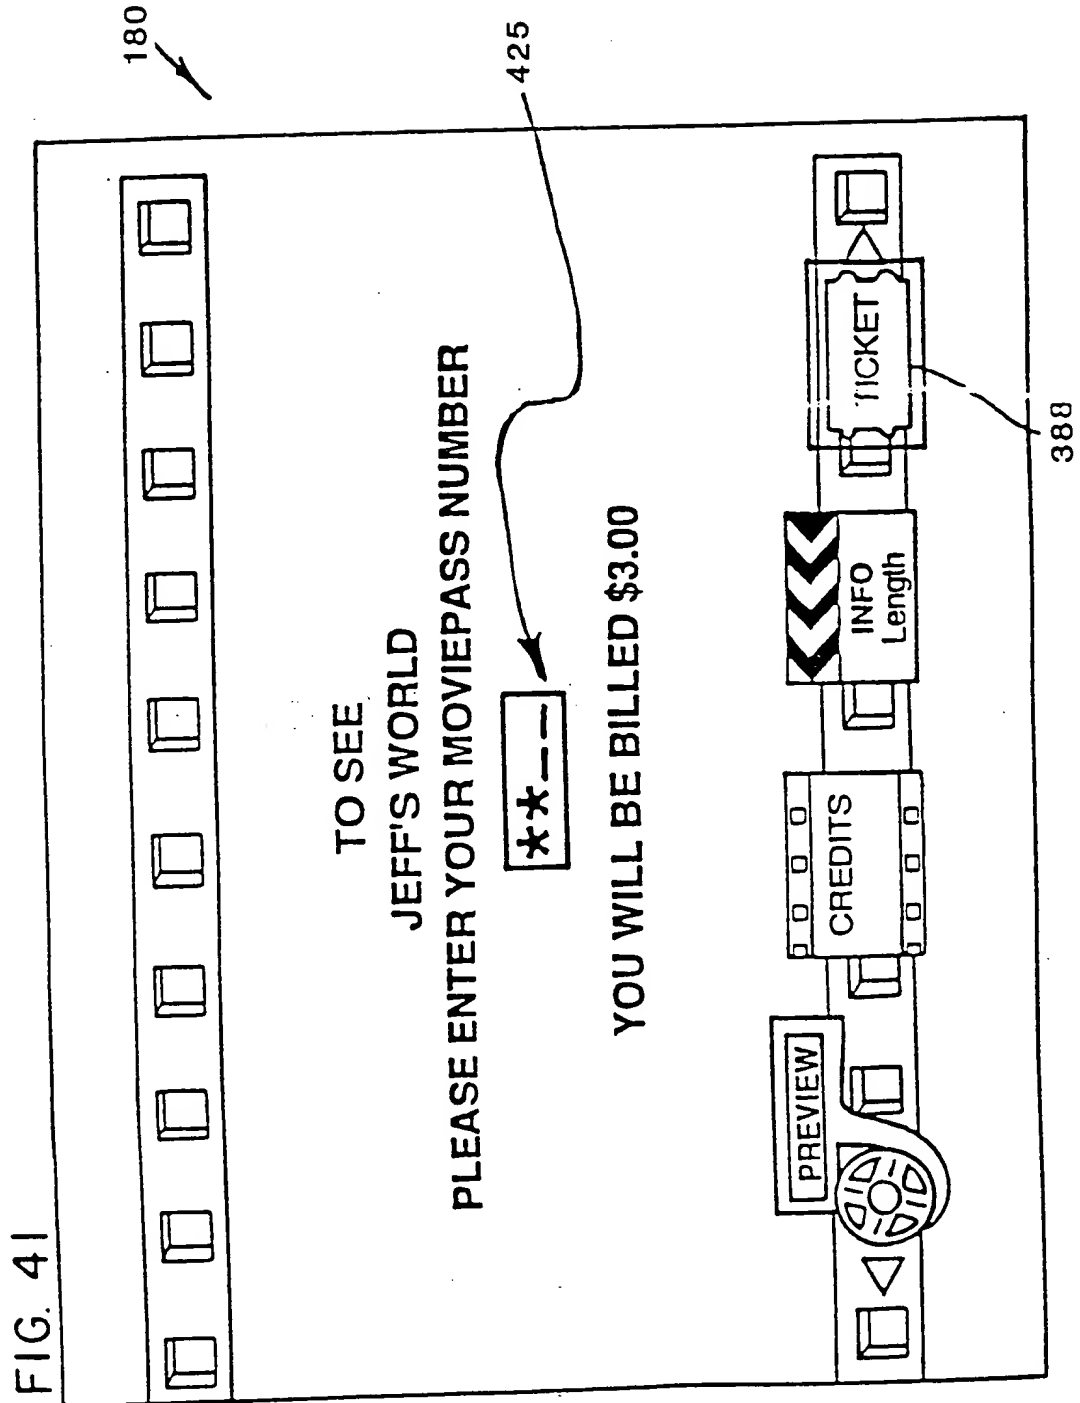 FIG. 41
180
TO SEE
JEFF'S WORLD
PLEASE ENTER YOUR MOVIEPASS NUMBER
**__
425
YOU WILL BE BILLED $3.00
PREVIEW
CREDITS
INFO
Length
TICKET
388